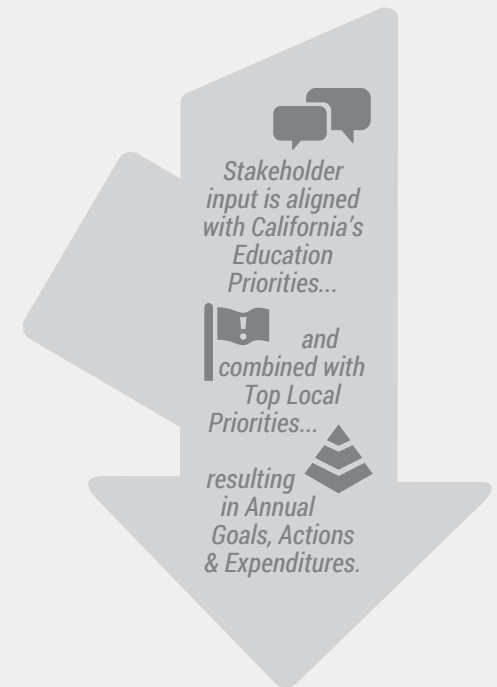 Stakeholder
input is aligned
with California's
Education
Priorities...
and
combined with
Top Local
Priorities...
resulting
in Annual
Goals, Actions
& Expenditures.